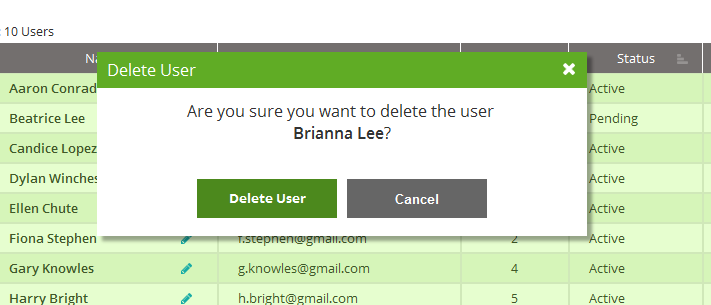 : 10 Users
Na
Status
Delete User
Are you sure you want to delete the user
Brianna Lee?
Delete User
Cancel
Aaron Conrad
Active
Beatrice Lee
Pending
Candice Lopez
Active
Dylan Winches
Active
Ellen Chute
Active
Fiona Stephen f.stephen@gmail.com 2 Active
Gary Knowles g.knowles@gmail.com 4 Active
Harry Bright h.bright@gmail.com 5 Active